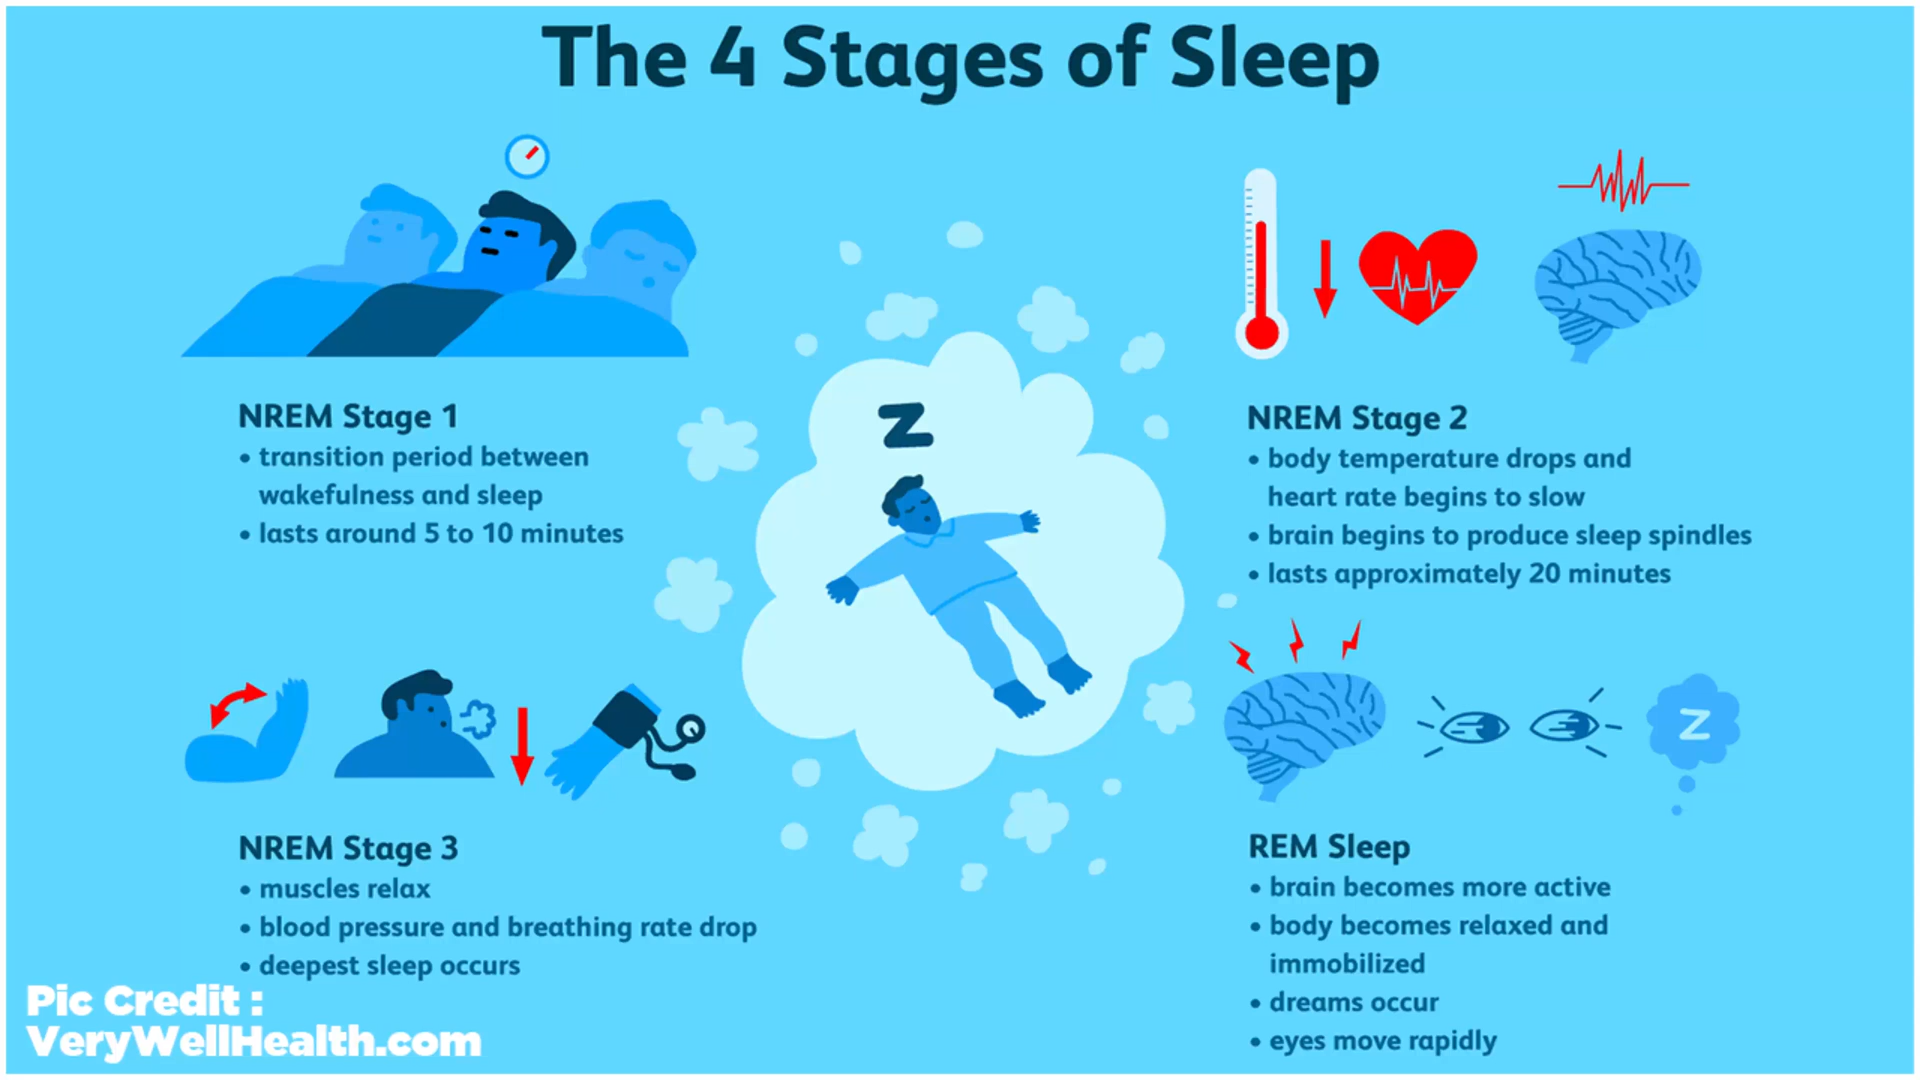 The 4 Stages of Sleep
NREM Stage 1
• transition period between
wakefulness and sleep
• lasts around 5 to 10 minutes
NREM Stage 2
• body temperature drops and
heart rate begins to slow
• brain begins to produce sleep spindles
• lasts approximately 20 minutes
Z
NREM Stage 3
• muscles relax
• blood pressure and breathing rate drop
• deepest sleep occurs
Z
REM Sleep
• brain becomes more active
• body becomes relaxed and
immobilized
• dreams occur
• eyes move rapidly
Pic Credit :
VeryWellHealth.com